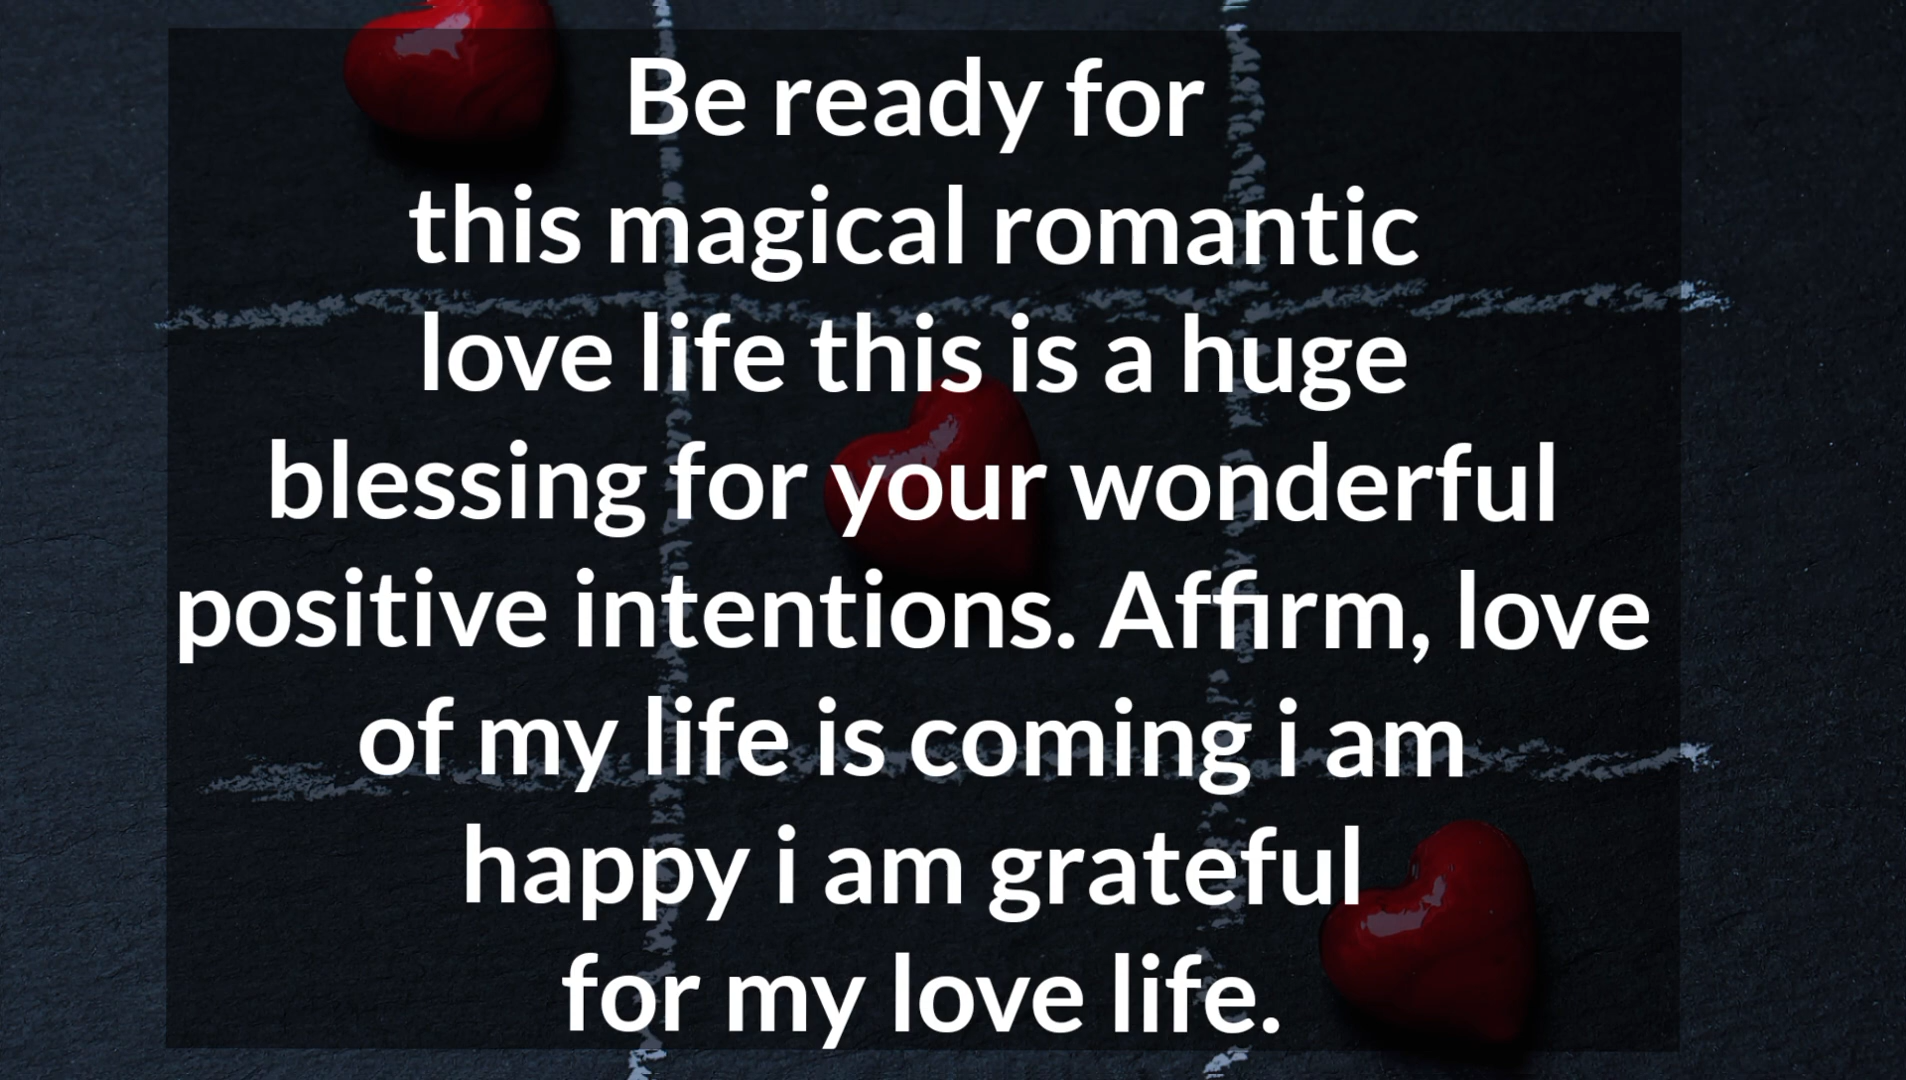 Be ready for
this magical romantic
love life this is a huge
blessing for your wonderful
positive intentions. Affirm, love
of my life is coming i am
happy i am grateful
for my love life.